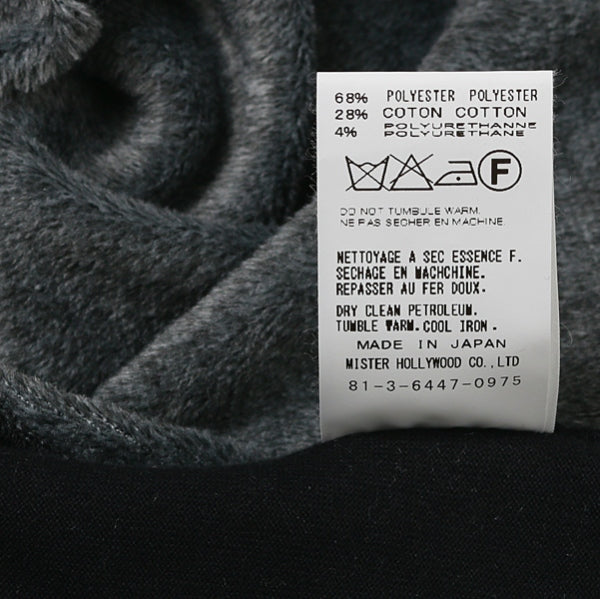 68% POLYESTER POLYESTER
28% COTON COTTON
4% POLYURETHANNE
POLYURETHANE
F
DO NOT TUMBULE WARM.
NE PAS SECHER EN MACHINE.
NETTOYAGE A SEC ESSENCE F.
SECHAGE EN MACHCHINE.
REPASSER AU FER DOUX.
DRY CLEAN PETROLEUM.
TUMBLE WARM. COOL IRON.
MADE IN JAPAN
MISTER HOLLYWOOD CO., LTD
81-3-6447-0975